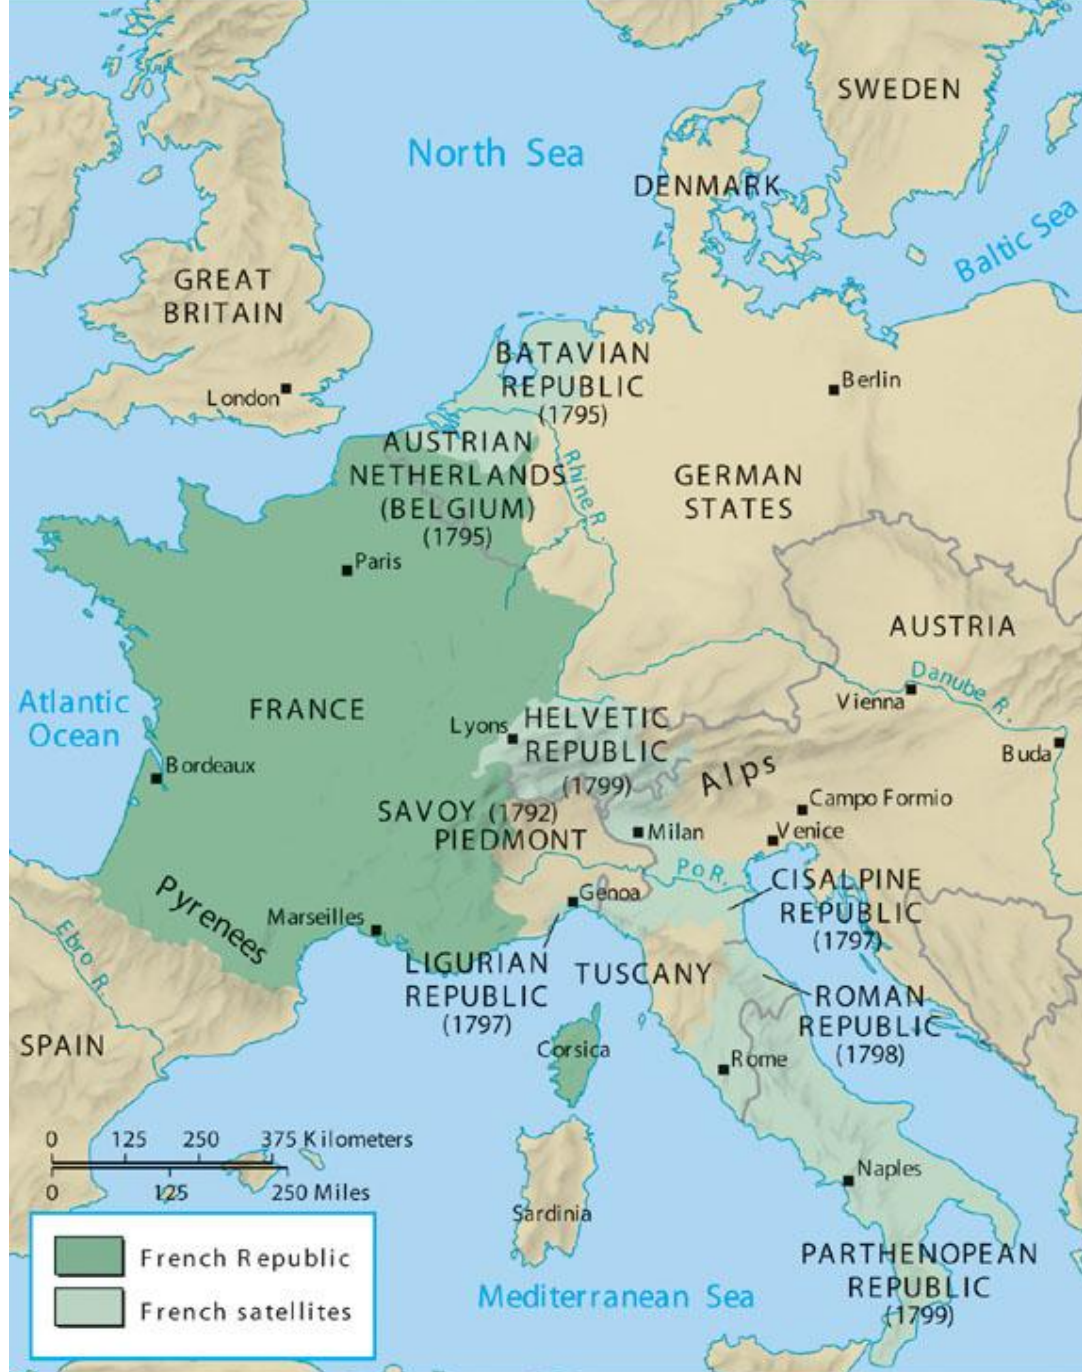 SWEDEN
North Sea
DENMARK
Baltic Sea
GREAT
BRITAIN
London
BATAVIAN
REPUBLIC
(1795)
Berlin
AUSTRIAN
NETHERLANDS
(BELGIUM)
(1795)
Rhine R.
GERMAN
STATES
Paris
AUSTRIA
Atlantic
Ocean
FRANCE
Lyons
HELVETIC
REPUBLIC
(1799)
Vienna
Danube R.
Buda
Bordeaux
Alps
SAVOY (1792)
PIEDMONT
Campo Formio
Milan
Venice
Po R.
Pyrenees
Genoa
CISALPINE
REPUBLIC
(1797)
Marseilles
Ebro R.
LIGURIAN
REPUBLIC
(1797)
TUSCANY
ROMAN
REPUBLIC
(1798)
SPAIN
Corsica
Rome
0 125 250 375 Kilometers
0 125 250 Miles
Naples
Sardinia
French Republic
French satellites
PARTHENOPEAN
REPUBLIC
(1799)
Mediterranean Sea